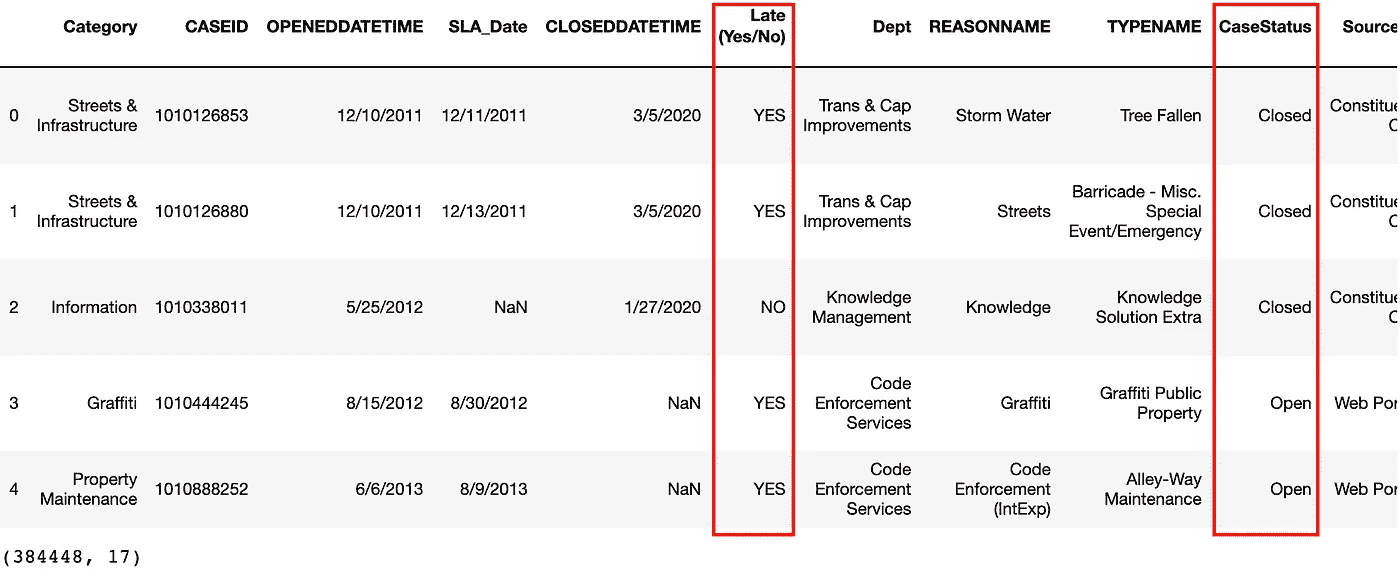 Category CASEID OPENEDDATETIME SLA_Date CLOSEDDATETIME Late (Yes/No) Dept REASONNAME TYPENAME CaseStatus Source
0 Streets & Infrastructure 1010126853 12/10/2011 12/11/2011 3/5/2020 YES Trans & Cap Improvements Storm Water Tree Fallen Closed Constitue C
1 Streets & Infrastructure 1010126880 12/10/2011 12/13/2011 3/5/2020 YES Trans & Cap Improvements Streets Barricade - Misc. Special Event/Emergency Closed Constitue C
2 Information 1010338011 5/25/2012 NaN 1/27/2020 NO Knowledge Management Knowledge Knowledge Solution Extra Closed Constitue C
3 Graffiti 1010444245 8/15/2012 8/30/2012 NaN YES Code Enforcement Services Graffiti Graffiti Public Property Open Web Por
4 Property Maintenance 1010888252 6/6/2013 8/9/2013 NaN YES Code Enforcement Services Code Enforcement (IntExp) Alley-Way Maintenance Open Web Por
(384448, 17)